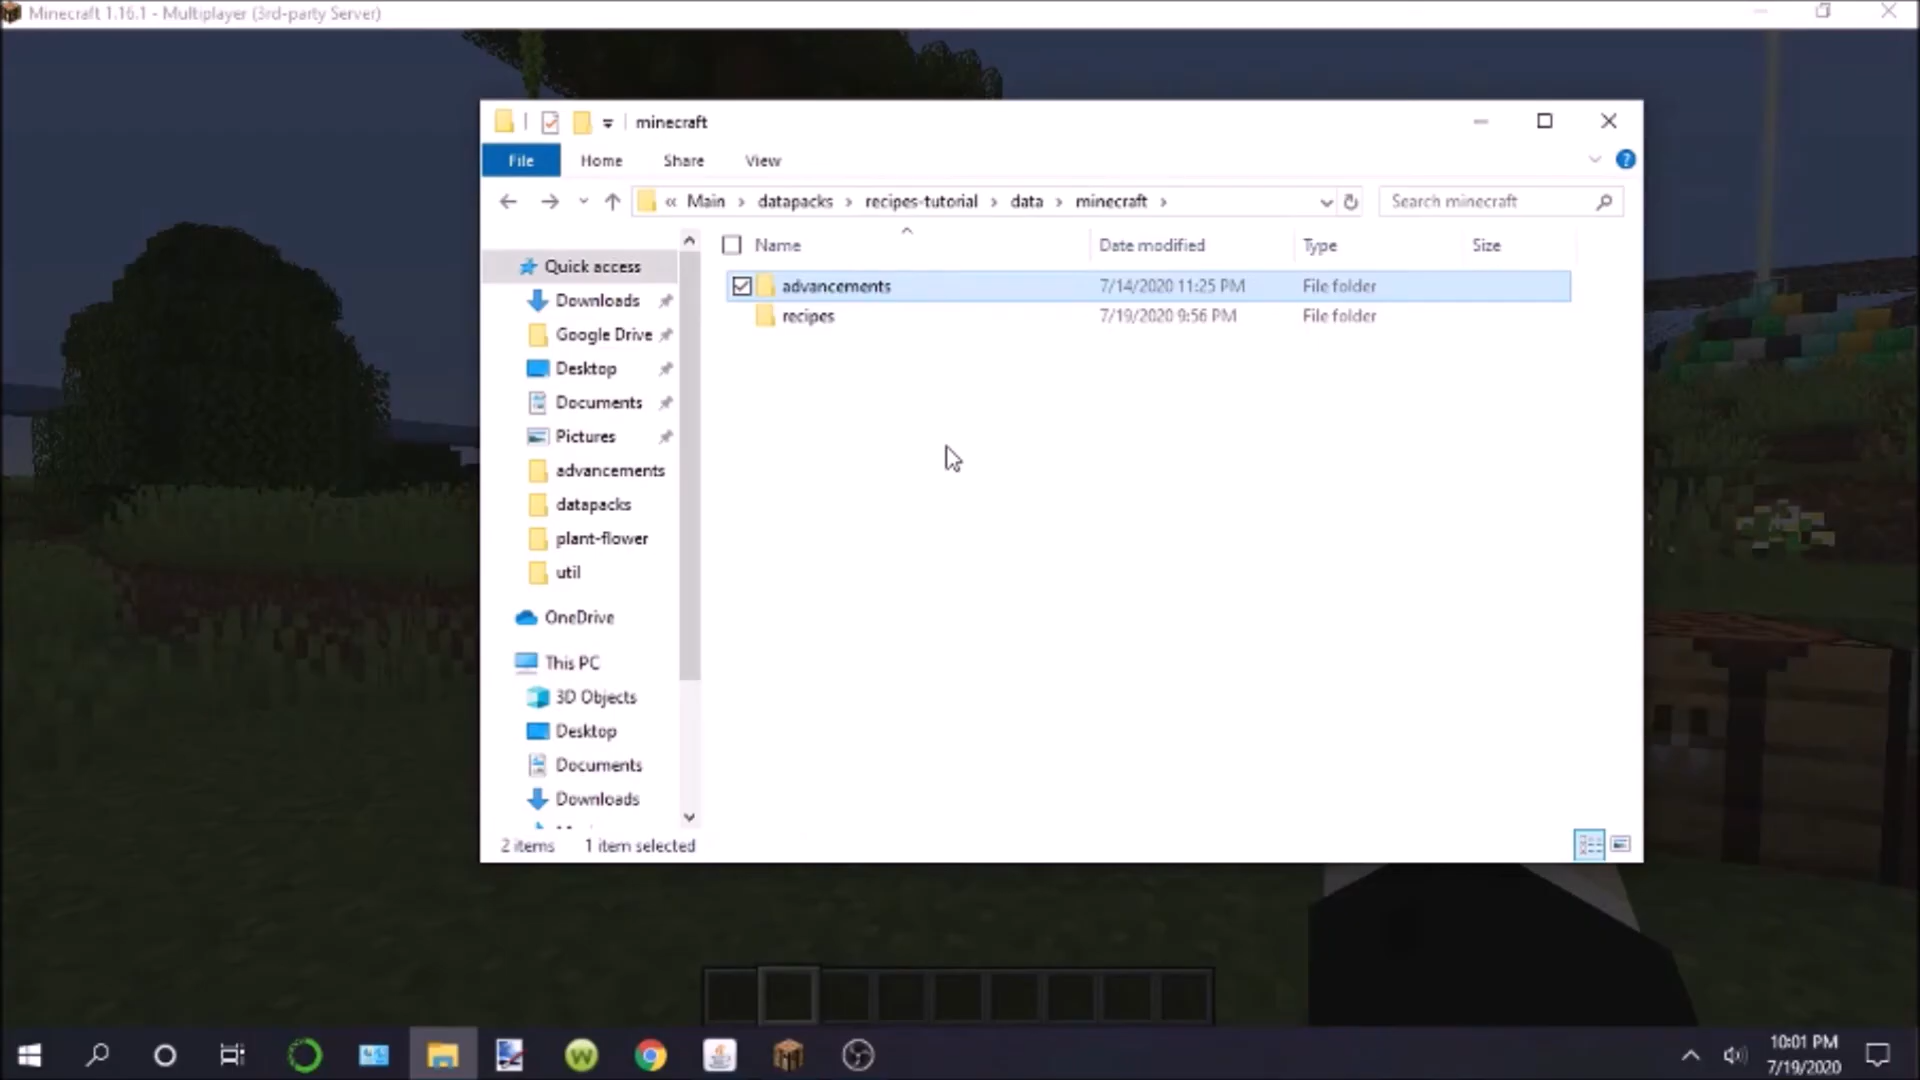 Minecraft 1.16.1 - Multiplayer (3rd-party Server)
minecraft
File Home Share View
« Main › datapacks › recipes-tutorial › data › minecraft ›
Search minecraft
Name Date modified Type Size
advancements 7/14/2020 11:25 PM File folder
recipes 7/19/2020 9:56 PM File folder
Quick access
Downloads
Google Drive
Desktop
Documents
Pictures
advancements
datapacks
plant-flower
util
OneDrive
This PC
3D Objects
Desktop
Documents
Downloads
2 items 1 item selected
10:01 PM
7/19/2020